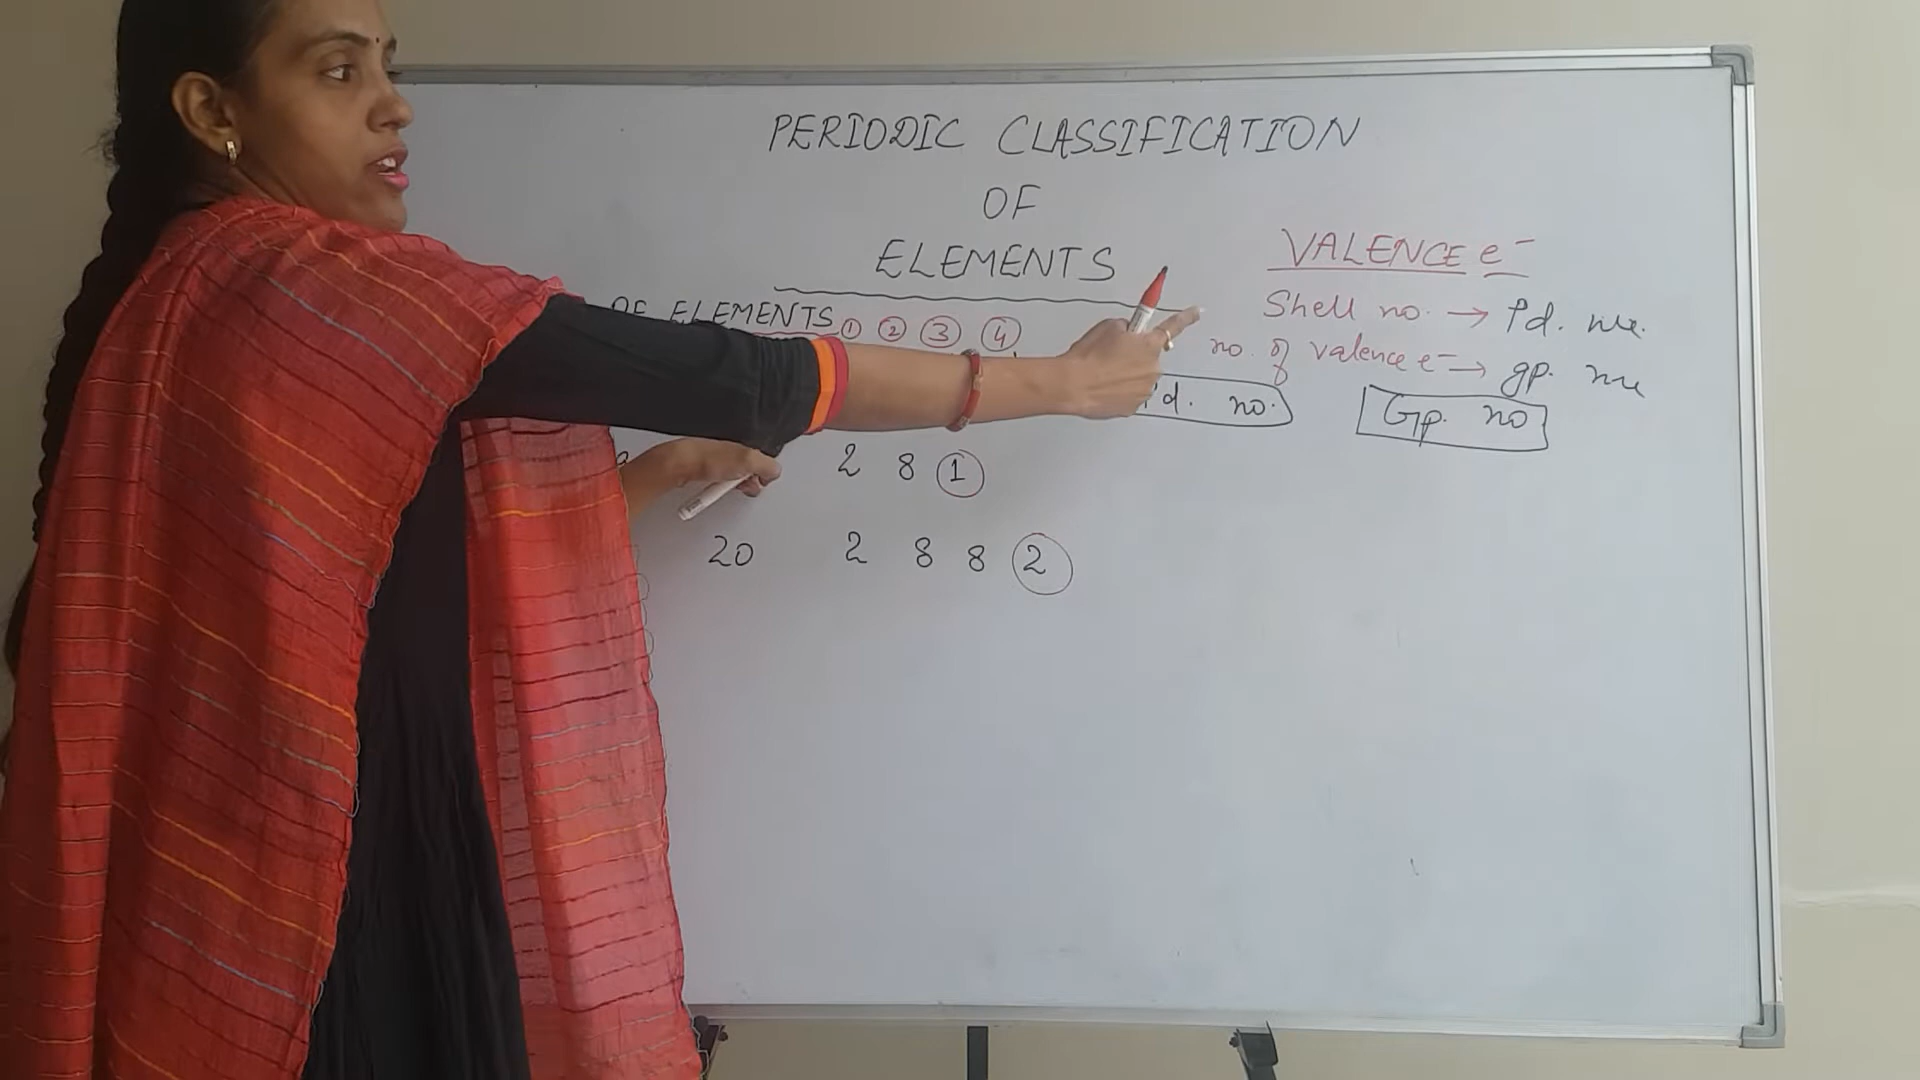 PERIODIC CLASSIFICATION
OF
ELEMENTS
OF ELEMENTS ① ② ③ ④
VALENCE e⁻
Shell no. → Pd. no.
no. of valence e⁻ → gp. no
Pd. no.
Gp. no
2 8 1
20 2 8 8 2